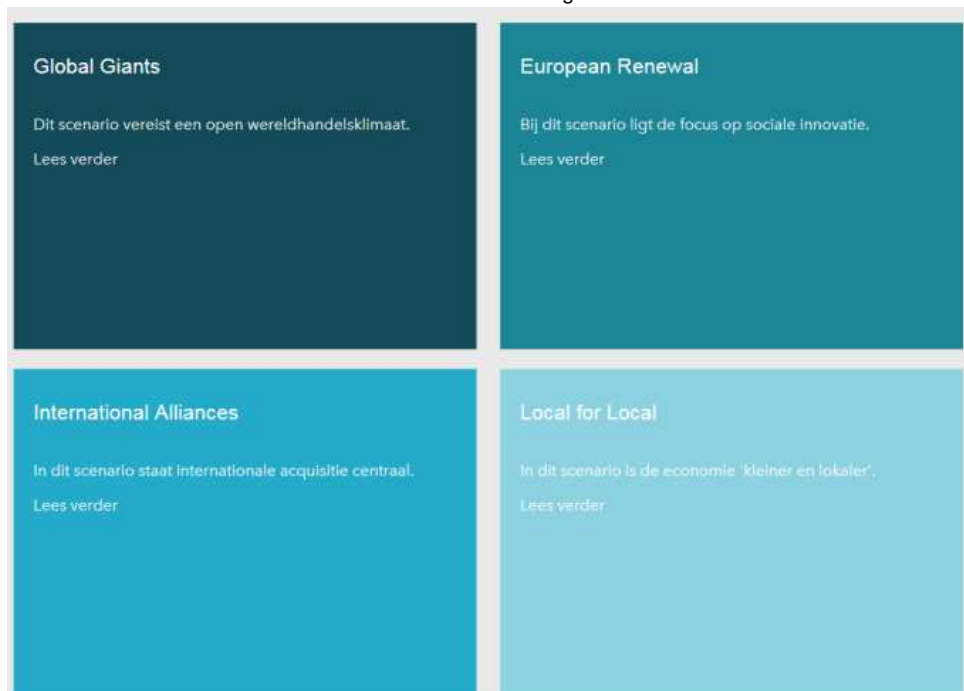 Global Giants
Dit scenario vereist een open wereldhandelsklimaat.
Lees verder
European Renewal
Bij dit scenario ligt de focus op sociale innovatie.
Lees verder
International Alliances
In dit scenario staat internationale acquisitie centraal.
Lees verder
Local for Local
In dit scenario is de economie 'kleiner en lokaler'.
Lees verder